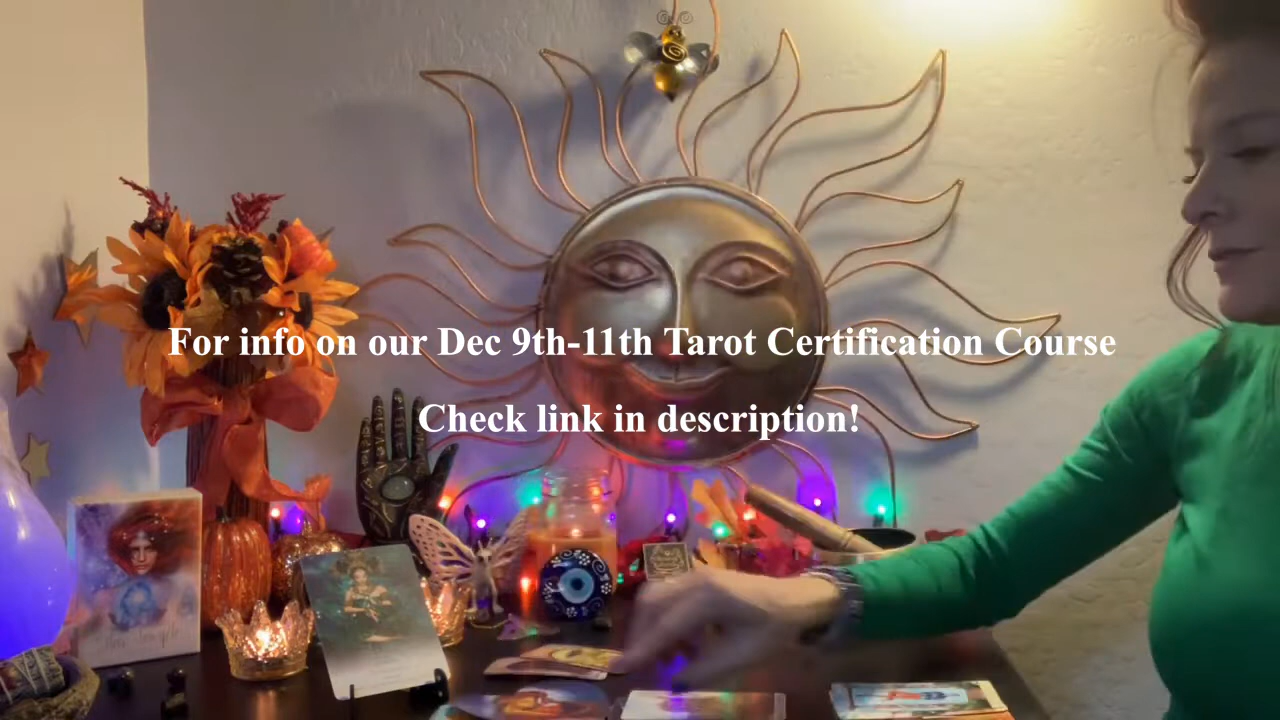 For info on our Dec 9th-11th Tarot Certification Course
Check link in description!